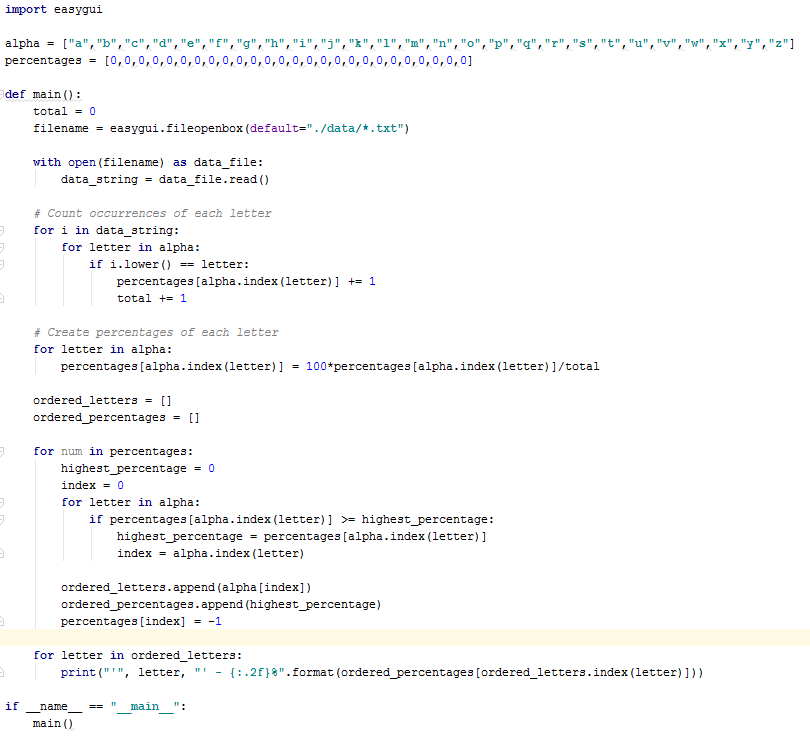 import easygui
alpha = ["a","b","c","d","e","f","g","h","i","j","k","l","m","n","o","p","q","r","s","t","u","v","w","x","y","z"]
percentages = [0,0,0,0,0,0,0,0,0,0,0,0,0,0,0,0,0,0,0,0,0,0,0,0,0,0]
def main():
    total = 0
    filename = easygui.fileopenbox(default="./data/*.txt")
    with open(filename) as data_file:
        data_string = data_file.read()
    # Count occurrences of each letter
    for i in data_string:
        for letter in alpha:
            if i.lower() == letter:
                percentages[alpha.index(letter)] += 1
                total += 1
    # Create percentages of each letter
    for letter in alpha:
        percentages[alpha.index(letter)] = 100*percentages[alpha.index(letter)]/total
    ordered_letters = []
    ordered_percentages = []
    for num in percentages:
        highest_percentage = 0
        index = 0
        for letter in alpha:
            if percentages[alpha.index(letter)] >= highest_percentage:
                highest_percentage = percentages[alpha.index(letter)]
                index = alpha.index(letter)
        ordered_letters.append(alpha[index])
        ordered_percentages.append(highest_percentage)
        percentages[index] = -1
    for letter in ordered_letters:
        print("'", letter, "' - {:.2f}%".format(ordered_percentages[ordered_letters.index(letter)]))
if __name__ == "__main__":
    main()